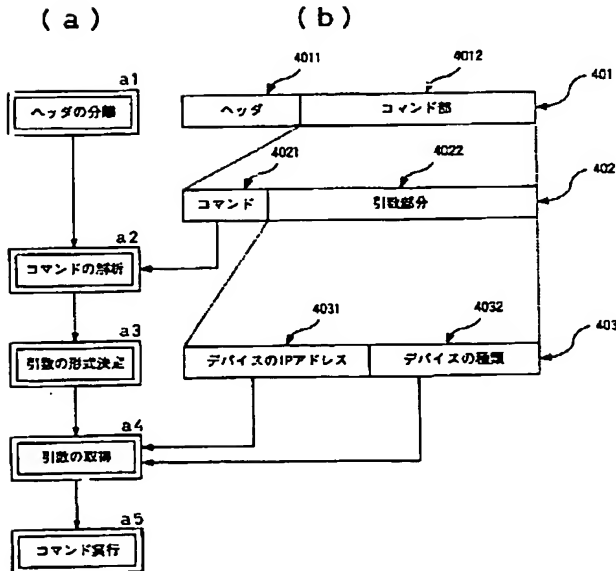 (a)
(b)
a1
ヘッダの分離
a2
コマンドの解析
a3
引数の形式決定
a4
引数の取得
a5
コマンド実行
4011
4012
401
ヘッダ
コマンド部
4021
4022
402
コマンド
引数部分
4031
4032
403
デバイスのIPアドレス
デバイスの種類